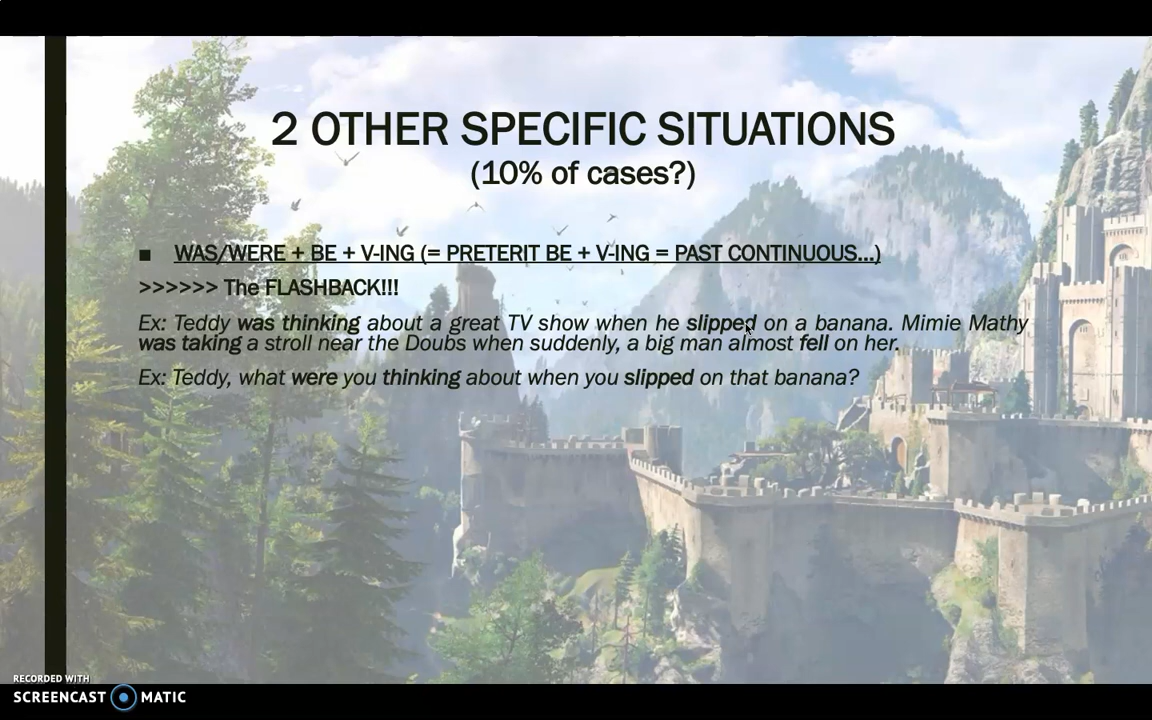 2 OTHER SPECIFIC SITUATIONS
(10% of cases?)
■ WAS/WERE + BE + V-ING (= PRETERIT BE + V-ING = PAST CONTINUOUS...)
>>>>>> The FLASHBACK!!!
Ex: Teddy was thinking about a great TV show when he slipped on a banana. Mimie Mathy
was taking a stroll near the Doubs when suddenly, a big man almost fell on her.
Ex: Teddy, what were you thinking about when you slipped on that banana?
RECORDED WITH
SCREENCAST MATIC